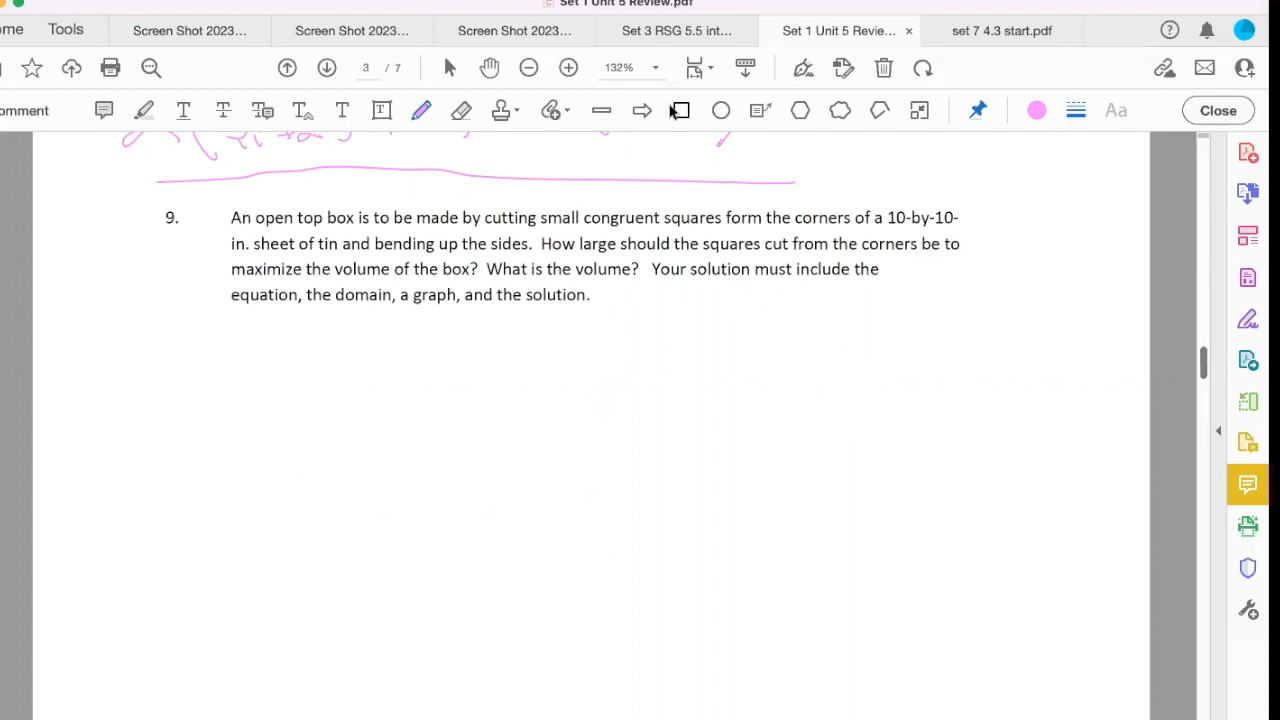 Set 1 Unit 5 Review.pdf
ome Tools Screen Shot 2023... Screen Shot 2023... Screen Shot 2023... Set 3 RSG 5.5 int... Set 1 Unit 5 Revie... × set 7 4.3 start.pdf
3 / 7 132%
omment Aa Close
9. An open top box is to be made by cutting small congruent squares form the corners of a 10-by-10-
in. sheet of tin and bending up the sides. How large should the squares cut from the corners be to
maximize the volume of the box? What is the volume? Your solution must include the
equation, the domain, a graph, and the solution.